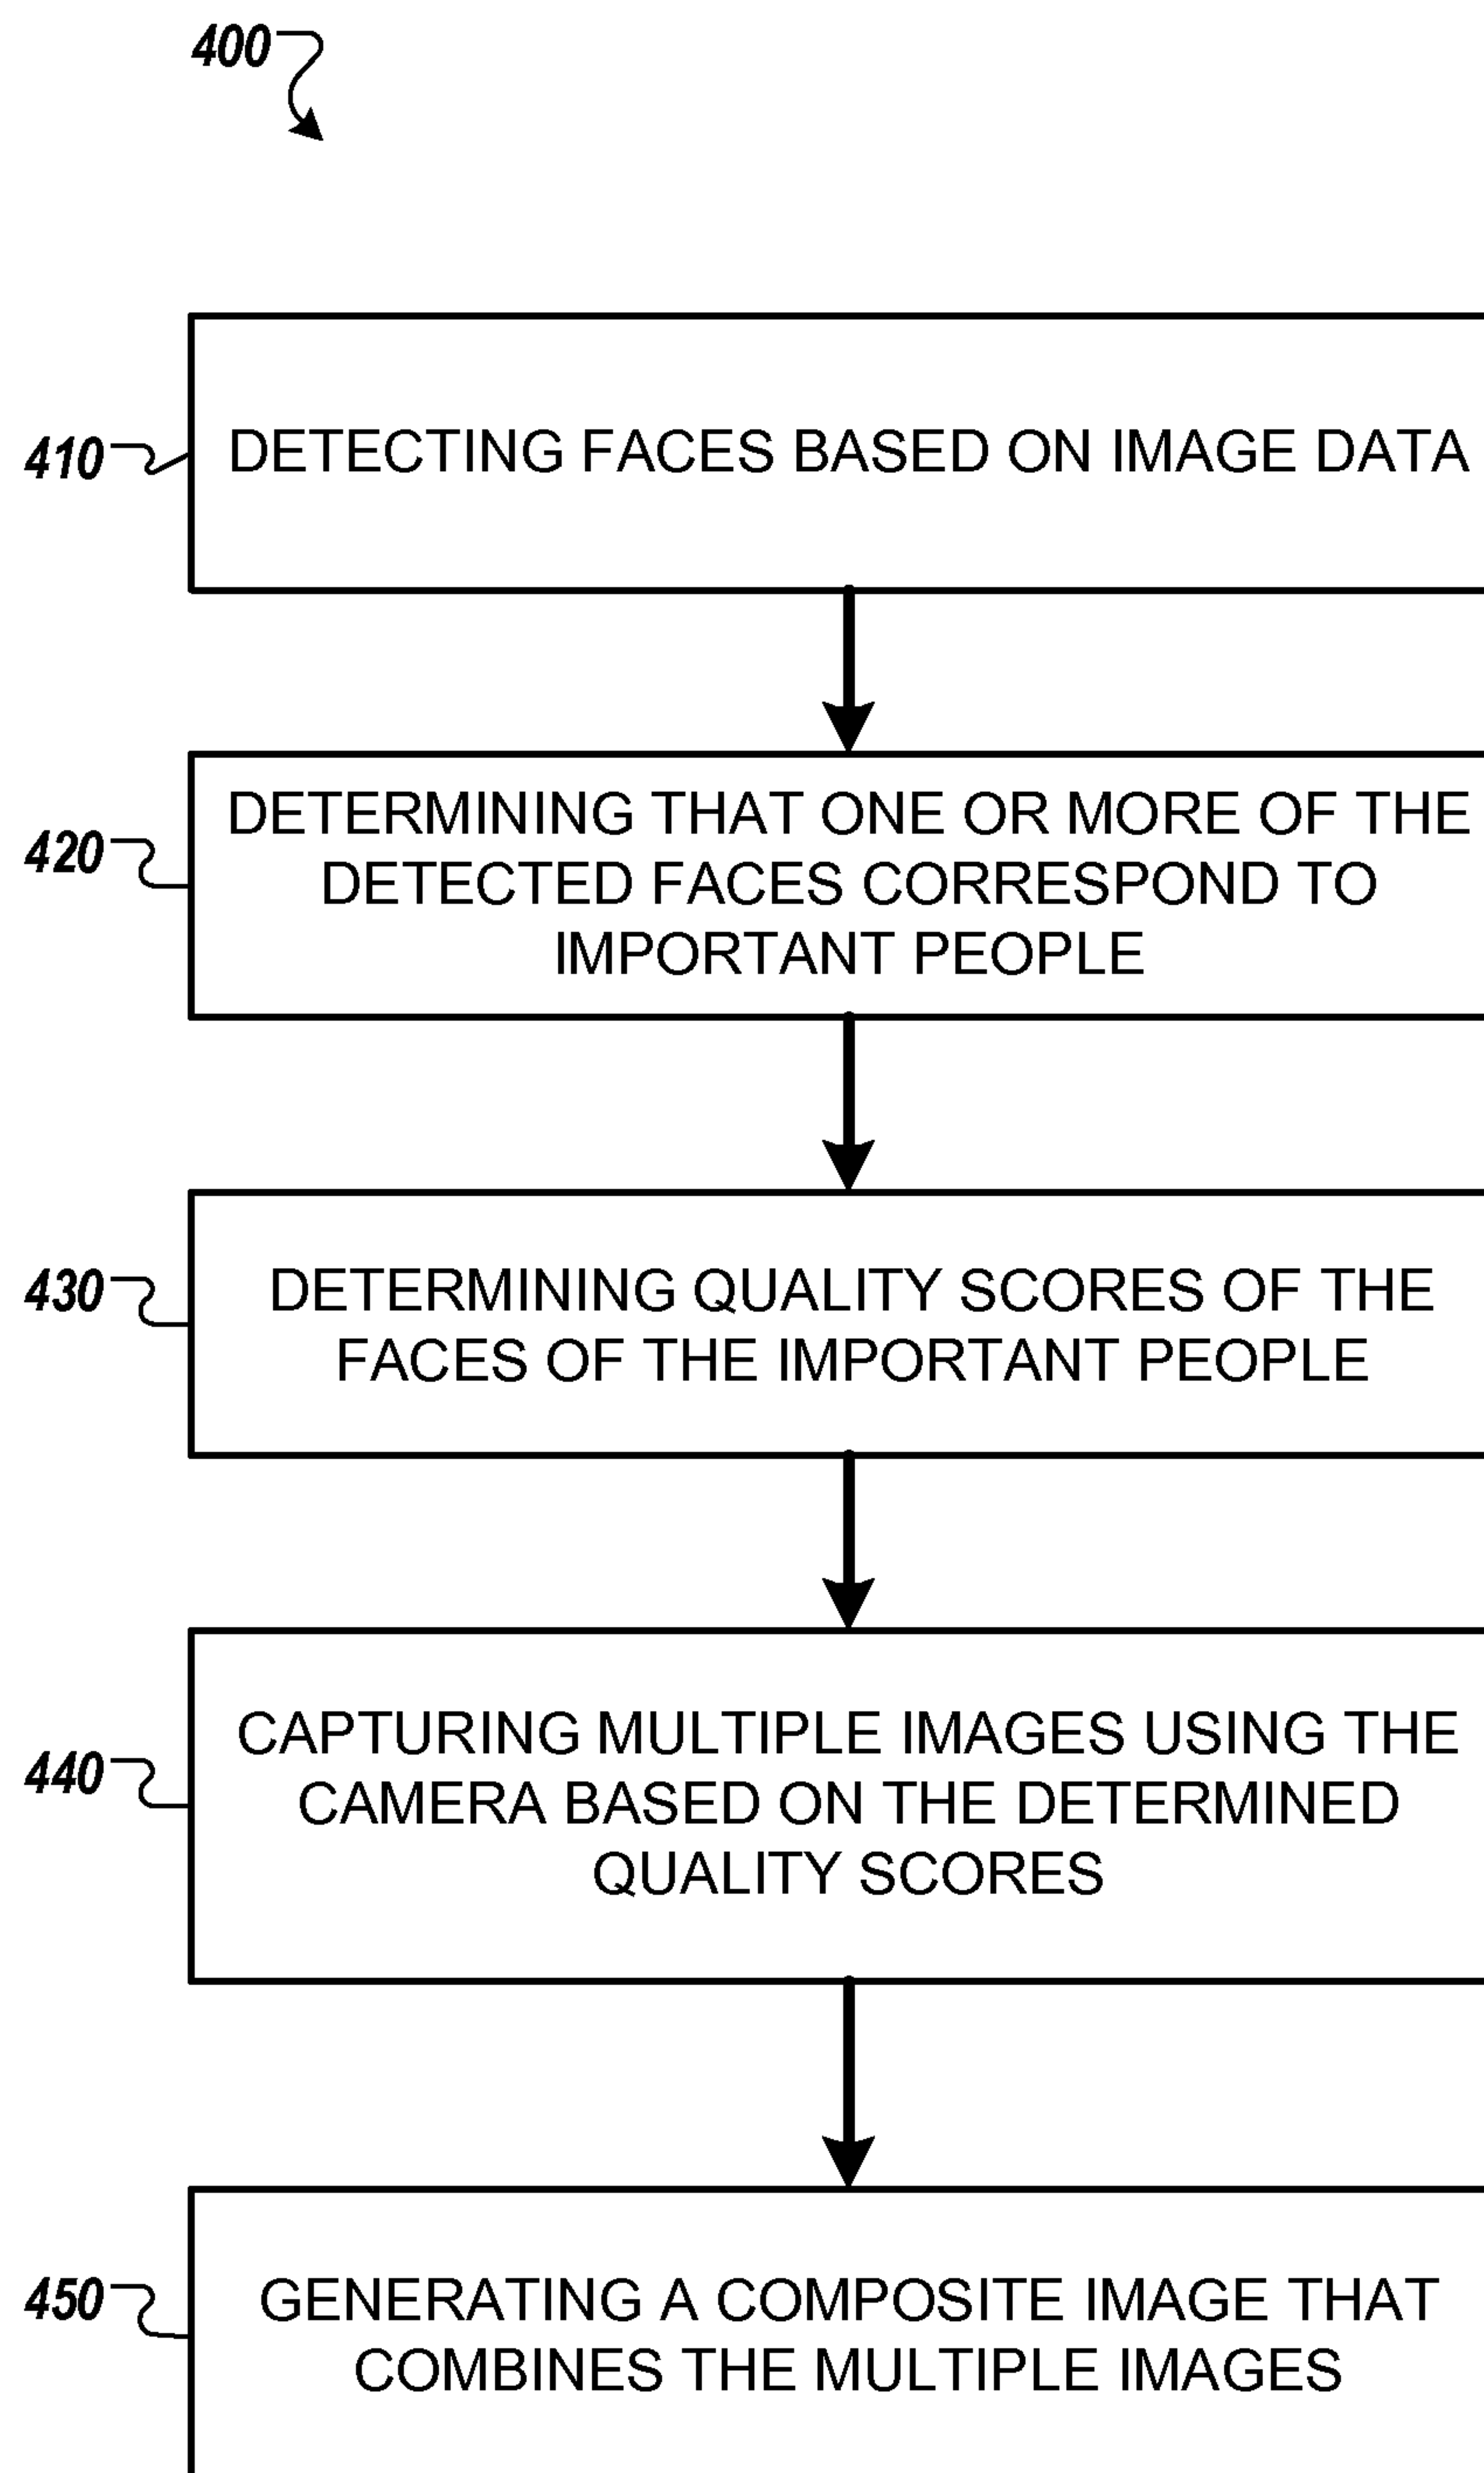 400
410
DETECTING FACES BASED ON IMAGE DATA
420
DETERMINING THAT ONE OR MORE OF THE
DETECTED FACES CORRESPOND TO
IMPORTANT PEOPLE
430
DETERMINING QUALITY SCORES OF THE
FACES OF THE IMPORTANT PEOPLE
440
CAPTURING MULTIPLE IMAGES USING THE
CAMERA BASED ON THE DETERMINED
QUALITY SCORES
450
GENERATING A COMPOSITE IMAGE THAT
COMBINES THE MULTIPLE IMAGES